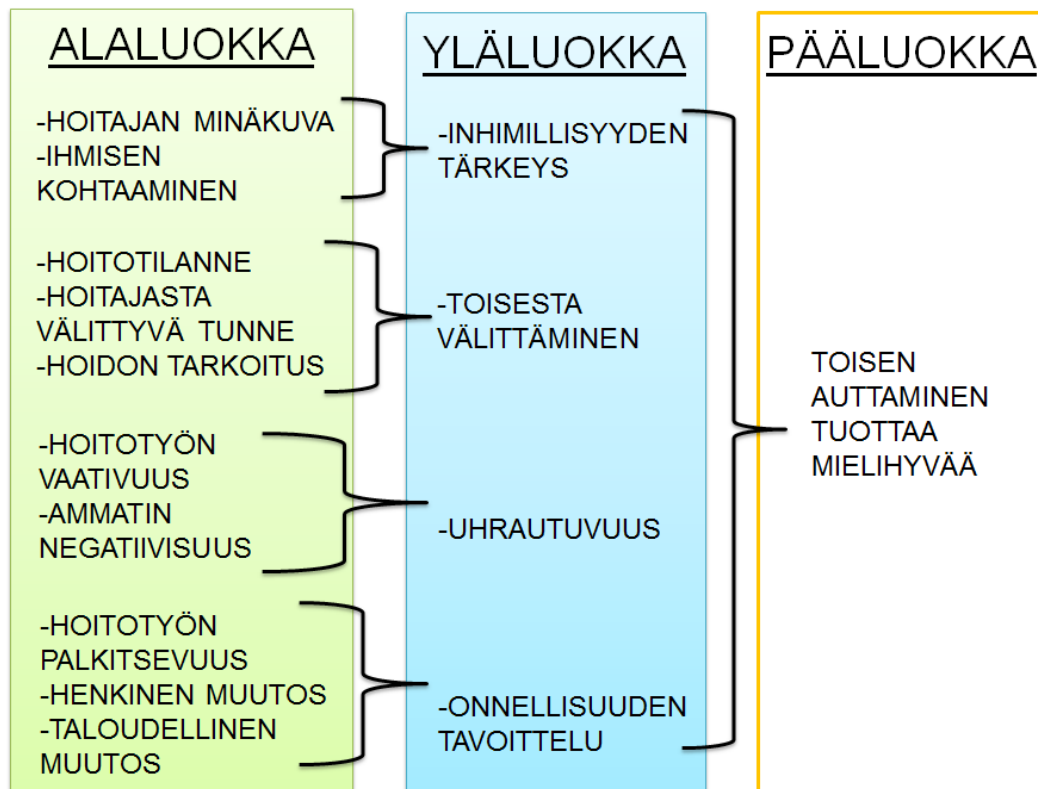 ALALUOKKA
-HOITAJAN MINÄKUVA
-IHMISEN
KOHTAAMINEN
-HOITOTILANNE
-HOITAJASTA
VÄLITTYVÄ TUNNE
-HOIDON TARKOITUS
-HOITOTYÖN
VAATIVUUS
-AMMATIN
NEGATIIVISUUS
-HOITOTYÖN
PALKITSEVUUS
-HENKINEN MUUTOS
-TALOUDELLINEN
MUUTOS
YLÄLUOKKA
-INHIMILLISYYDEN
TÄRKEYS
-TOISESTA
VÄLITTÄMINEN
-UHRAUTUVUUS
-ONNELLISUUDEN
TAVOITTELU
PÄÄLUOKKA
TOISEN
AUTTAMINEN
TUOTTAA
MIELIHYVÄÄ